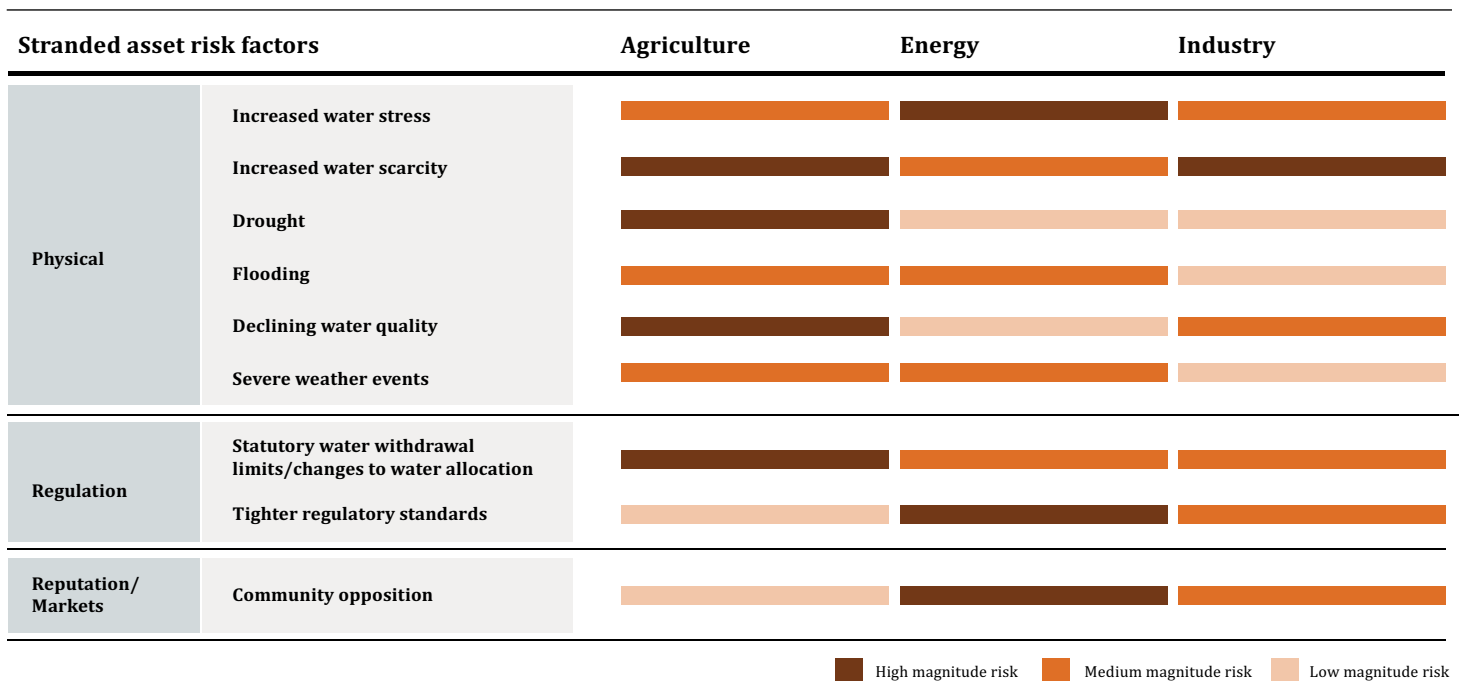 Stranded asset risk factors Agriculture Energy Industry
Physical
Increased water stress
Increased water scarcity
Drought
Flooding
Declining water quality
Severe weather events
Regulation
Statutory water withdrawal
limits/changes to water allocation
Tighter regulatory standards
Reputation/
Markets
Community opposition
High magnitude risk Medium magnitude risk Low magnitude risk